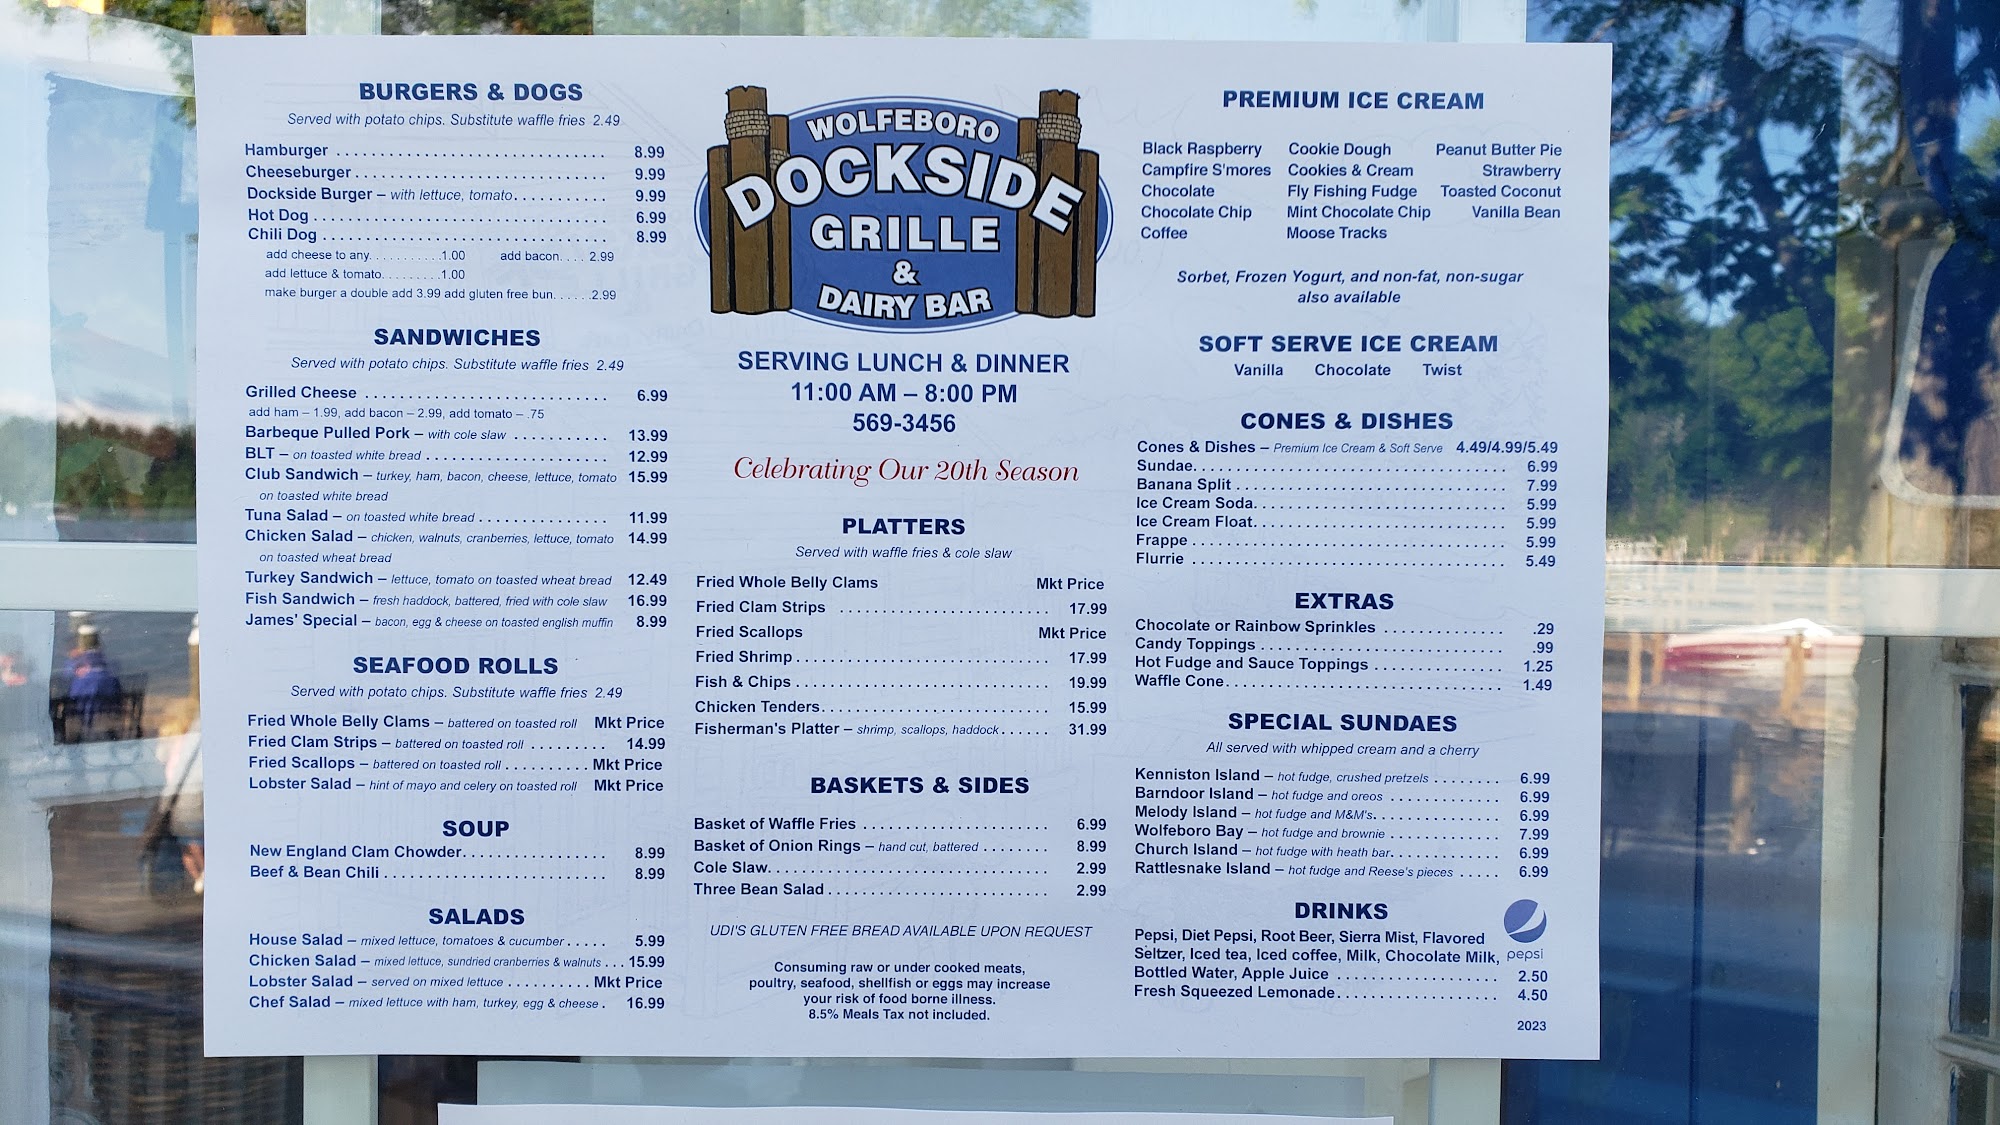 BURGERS & DOGS
Served with potato chips. Substitute waffle fries 2.49
Hamburger 8.99
Cheeseburger 9.99
Dockside Burger – with lettuce, tomato 9.99
Hot Dog 6.99
Chili Dog 8.99
add cheese to any 1.00 add bacon 2.99
add lettuce & tomato 1.00
make burger a double add 3.99 add gluten free bun 2.99
SANDWICHES
Served with potato chips. Substitute waffle fries 2.49
Grilled Cheese 6.99
add ham – 1.99, add bacon – 2.99, add tomato – .75
Barbeque Pulled Pork – with cole slaw 13.99
BLT – on toasted white bread 12.99
Club Sandwich – turkey, ham, bacon, cheese, lettuce, tomato 15.99
on toasted white bread
Tuna Salad – on toasted white bread 11.99
Chicken Salad – chicken, walnuts, cranberries, lettuce, tomato 14.99
on toasted wheat bread
Turkey Sandwich – lettuce, tomato on toasted wheat bread 12.49
Fish Sandwich – fresh haddock, battered, fried with cole slaw 16.99
James' Special – bacon, egg & cheese on toasted english muffin 8.99
SEAFOOD ROLLS
Served with potato chips. Substitute waffle fries 2.49
Fried Whole Belly Clams – battered on toasted roll Mkt Price
Fried Clam Strips – battered on toasted roll 14.99
Fried Scallops – battered on toasted roll Mkt Price
Lobster Salad – hint of mayo and celery on toasted roll Mkt Price
SOUP
New England Clam Chowder 8.99
Beef & Bean Chili 8.99
SALADS
House Salad – mixed lettuce, tomatoes & cucumber 5.99
Chicken Salad – mixed lettuce, sundried cranberries & walnuts 15.99
Lobster Salad – served on mixed lettuce Mkt Price
Chef Salad – mixed lettuce with ham, turkey, egg & cheese 16.99
WOLFEBORO
DOCKSIDE
GRILLE
&
DAIRY BAR
SERVING LUNCH & DINNER
11:00 AM – 8:00 PM
569-3456
Celebrating Our 20th Season
PLATTERS
Served with waffle fries & cole slaw
Fried Whole Belly Clams Mkt Price
Fried Clam Strips 17.99
Fried Scallops Mkt Price
Fried Shrimp 17.99
Fish & Chips 19.99
Chicken Tenders 15.99
Fisherman's Platter – shrimp, scallops, haddock 31.99
BASKETS & SIDES
Basket of Waffle Fries 6.99
Basket of Onion Rings – hand cut, battered 8.99
Cole Slaw 2.99
Three Bean Salad 2.99
UDI'S GLUTEN FREE BREAD AVAILABLE UPON REQUEST
Consuming raw or under cooked meats,
poultry, seafood, shellfish or eggs may increase
your risk of food borne illness.
8.5% Meals Tax not included.
PREMIUM ICE CREAM
Black Raspberry Cookie Dough Peanut Butter Pie
Campfire S'mores Cookies & Cream Strawberry
Chocolate Fly Fishing Fudge Toasted Coconut
Chocolate Chip Mint Chocolate Chip Vanilla Bean
Coffee Moose Tracks
Sorbet, Frozen Yogurt, and non-fat, non-sugar
also available
SOFT SERVE ICE CREAM
Vanilla Chocolate Twist
CONES & DISHES
Cones & Dishes – Premium Ice Cream & Soft Serve 4.49/4.99/5.49
Sundae 6.99
Banana Split 7.99
Ice Cream Soda 5.99
Ice Cream Float 5.99
Frappe 5.99
Flurrie 5.49
EXTRAS
Chocolate or Rainbow Sprinkles .29
Candy Toppings .99
Hot Fudge and Sauce Toppings 1.25
Waffle Cone 1.49
SPECIAL SUNDAES
All served with whipped cream and a cherry
Kenniston Island – hot fudge, crushed pretzels 6.99
Barndoor Island – hot fudge and oreos 6.99
Melody Island – hot fudge and M&M's 6.99
Wolfeboro Bay – hot fudge and brownie 7.99
Church Island – hot fudge with heath bar 6.99
Rattlesnake Island – hot fudge and Reese's pieces 6.99
DRINKS
Pepsi, Diet Pepsi, Root Beer, Sierra Mist, Flavored
Seltzer, Iced tea, Iced coffee, Milk, Chocolate Milk,
Bottled Water, Apple Juice 2.50
Fresh Squeezed Lemonade 4.50
pepsi
2023